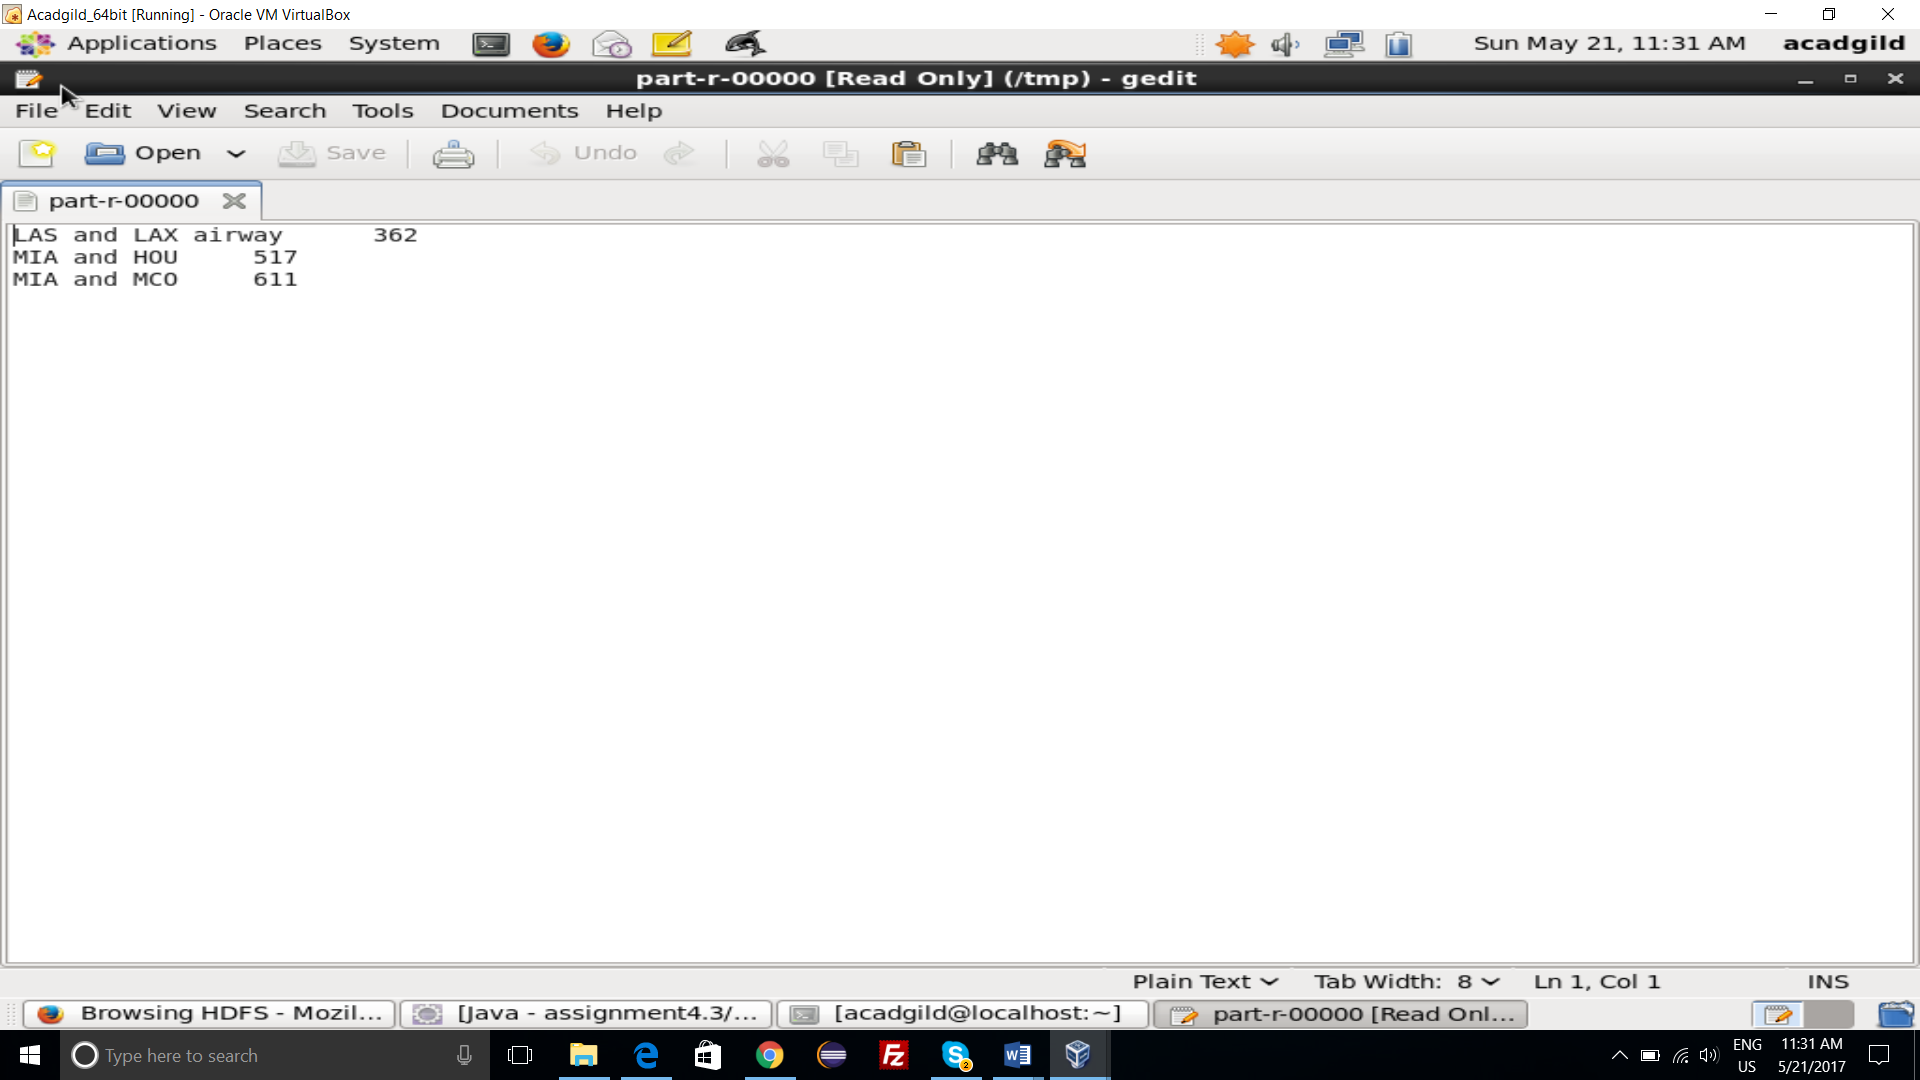 Acadgild_64bit [Running] - Oracle VM VirtualBox
Applications Places System Sun May 21, 11:31 AM acadgild
part-r-00000 [Read Only] (/tmp) - gedit
File Edit View Search Tools Documents Help
Open Save Undo
part-r-00000
LAS and LAX airway 362
MIA and HOU 517
MIA and MCO 611
Plain Text Tab Width: 8 Ln 1, Col 1 INS
Browsing HDFS - Mozil... [Java - assignment4.3/... [acadgild@localhost:~] part-r-00000 [Read Onl...
Type here to search ENG 11:31 AM
US 5/21/2017